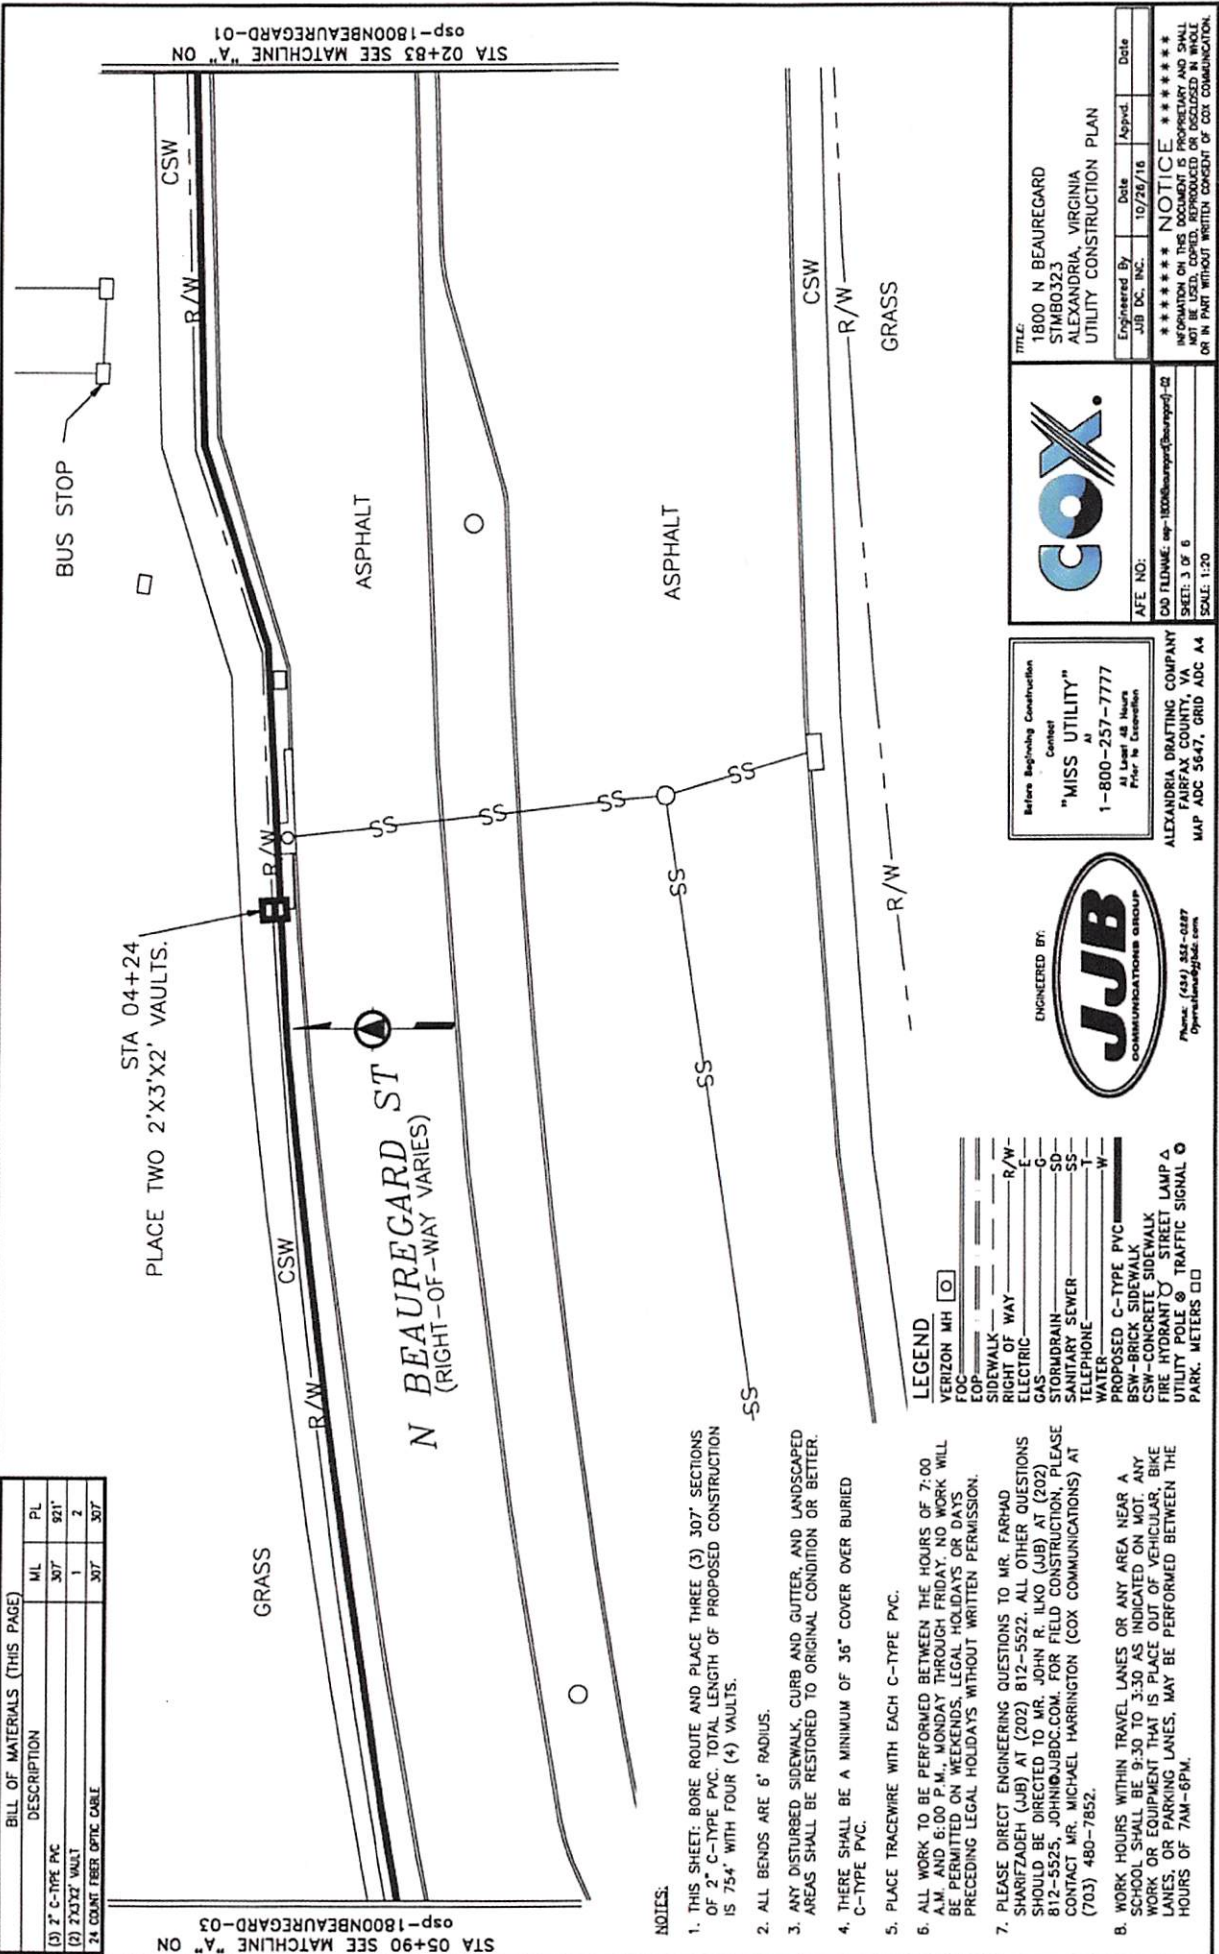 BILL OF MATERIALS (THIS PAGE)
DESCRIPTION ML PL
(3) 2" C-TYPE PVC 307' 921'
(2) 2'X3'X2' VAULT 1 2
24 COUNT FIBER OPTIC CABLE 307' 307'
STA 05+90 SEE MATCHLINE "A" ON
osp-1800NBEAUREGARD-03
GRASS
CSW
R/W
N BEAUREGARD ST
(RIGHT-OF-WAY VARIES)
STA 04+24
PLACE TWO 2'X3'X2' VAULTS.
R/W
BUS STOP
R/W
CSW
STA 02+83 SEE MATCHLINE "A" ON
osp-1800NBEAUREGARD-01
ASPHALT
ASPHALT
SS
SS
SS
SS
SS
SS
SS
CSW
R/W
R/W
GRASS
NOTES:
1. THIS SHEET: BORE ROUTE AND PLACE THREE (3) 307' SECTIONS
OF 2" C-TYPE PVC. TOTAL LENGTH OF PROPOSED CONSTRUCTION
IS 754' WITH FOUR (4) VAULTS.
2. ALL BENDS ARE 6' RADIUS.
3. ANY DISTURBED SIDEWALK, CURB AND GUTTER, AND LANDSCAPED
AREAS SHALL BE RESTORED TO ORIGINAL CONDITION OR BETTER.
4. THERE SHALL BE A MINIMUM OF 36" COVER OVER BURIED
C-TYPE PVC.
5. PLACE TRACEWIRE WITH EACH C-TYPE PVC.
6. ALL WORK TO BE PERFORMED BETWEEN THE HOURS OF 7:00
A.M. AND 6:00 P.M., MONDAY THROUGH FRIDAY. NO WORK WILL
BE PERMITTED ON WEEKENDS, LEGAL HOLIDAYS OR DAYS
PRECEDING LEGAL HOLIDAYS WITHOUT WRITTEN PERMISSION.
7. PLEASE DIRECT ENGINEERING QUESTIONS TO MR. FARHAD
SHARIFZADEH (JJB) AT (202) 812-5522. ALL OTHER QUESTIONS
SHOULD BE DIRECTED TO MR. JOHN R. ILKO (JJB) AT (202)
812-5525, JOHNI@JJBDC.COM. FOR FIELD CONSTRUCTION, PLEASE
CONTACT MR. MICHAEL HARRINGTON (COX COMMUNICATIONS) AT
(703) 480-7852.
8. WORK HOURS WITHIN TRAVEL LANES OR ANY AREA NEAR A
SCHOOL SHALL BE 9:30 TO 3:30 AS INDICATED ON MOT. ANY
WORK OR EQUIPMENT THAT IS PLACE OUT OF VEHICULAR, BIKE
LANES, OR PARKING LANES, MAY BE PERFORMED BETWEEN THE
HOURS OF 7AM-6PM.
LEGEND
VERIZON MH
FOC
EOP
SIDEWALK
RIGHT OF WAY R/W
ELECTRIC E
GAS G
STORMDRAIN SD
SANITARY SEWER SS
TELEPHONE T
WATER W
PROPOSED C-TYPE PVC
BSW-BRICK SIDEWALK
CSW-CONCRETE SIDEWALK
FIRE HYDRANT STREET LAMP
UTILITY POLE TRAFFIC SIGNAL
PARK. METERS
ENGINEERED BY:
JJB
COMMUNICATIONS GROUP
Phone: (434) 352-0287
Operations@jjbdc.com
Before Beginning Construction
Contact
"MISS UTILITY"
At
1-800-257-7777
At Least 48 Hours
Prior to Excavation
ALEXANDRIA DRAFTING COMPANY
FAIRFAX COUNTY, VA
MAP ADC 5647, GRID ADC A4
COX.
AFE NO:
CAD FILENAME: osp-1800NBeauregard(Beauregard)-02
SHEET: 3 OF 6
SCALE: 1:20
TITLE:
1800 N BEAUREGARD
STMB0323
ALEXANDRIA, VIRGINIA
UTILITY CONSTRUCTION PLAN
Engineered By Date Appvd. Date
JJB DC, INC. 10/26/16
******* NOTICE *******
INFORMATION ON THIS DOCUMENT IS PROPRIETARY AND SHALL
NOT BE USED, COPIED, REPRODUCED OR DISCLOSED IN WHOLE
OR IN PART WITHOUT WRITTEN CONSENT OF COX COMMUNICATION.